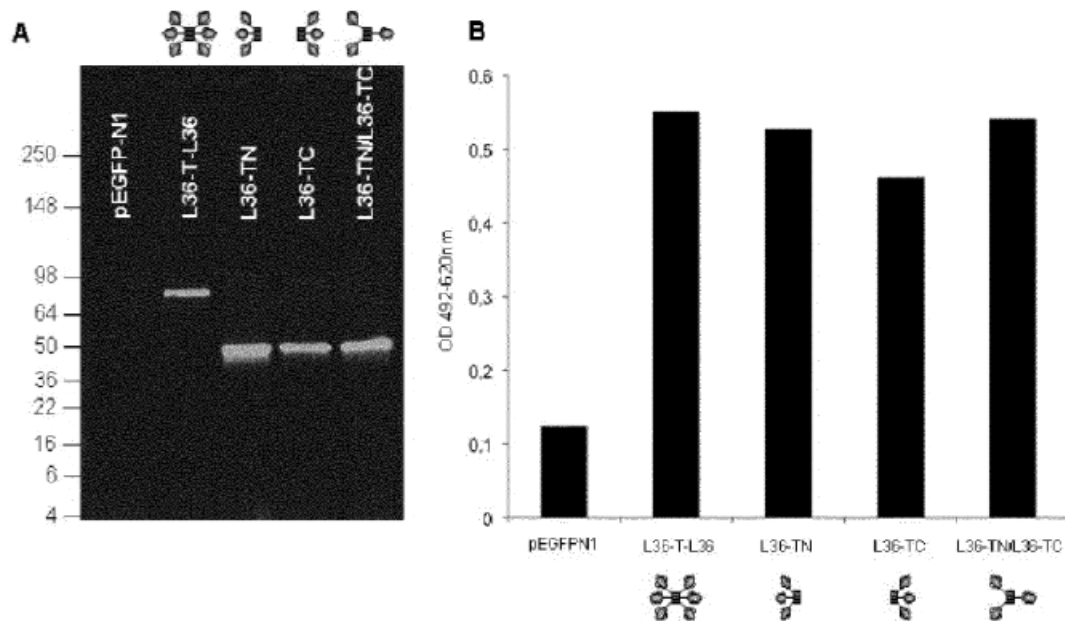 A
B
pEGFP-N1
L36-T-L36
L36-TN
L36-TC
L36-TN/L36-TC
250
148
98
64
50
36
22
16
6
4
OD 492-620nm
0,6
0,5
0,4
0,3
0,2
0,1
0
pEGFPN1
L36-T-L36
L36-TN
L36-TC
L36-TN/L36-TC